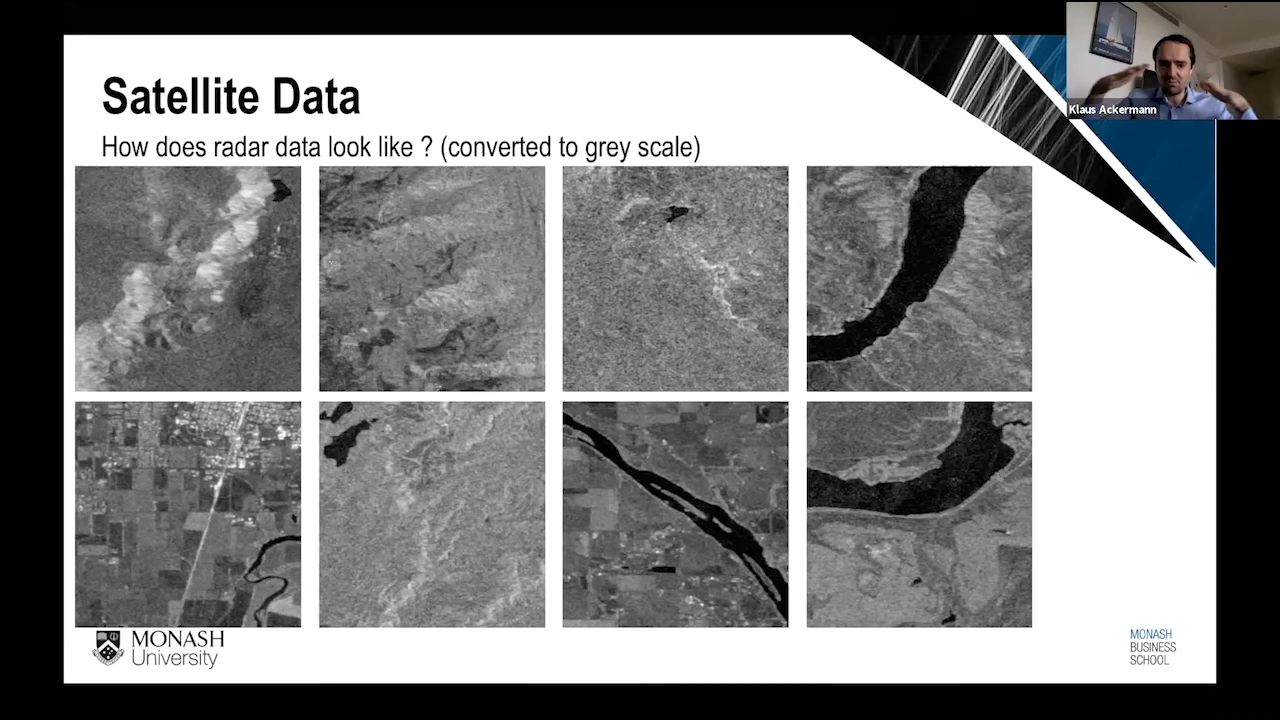 Satellite Data
How does radar data look like ? (converted to grey scale)
Klaus Ackermann
MONASH
University
MONASH
BUSINESS
SCHOOL